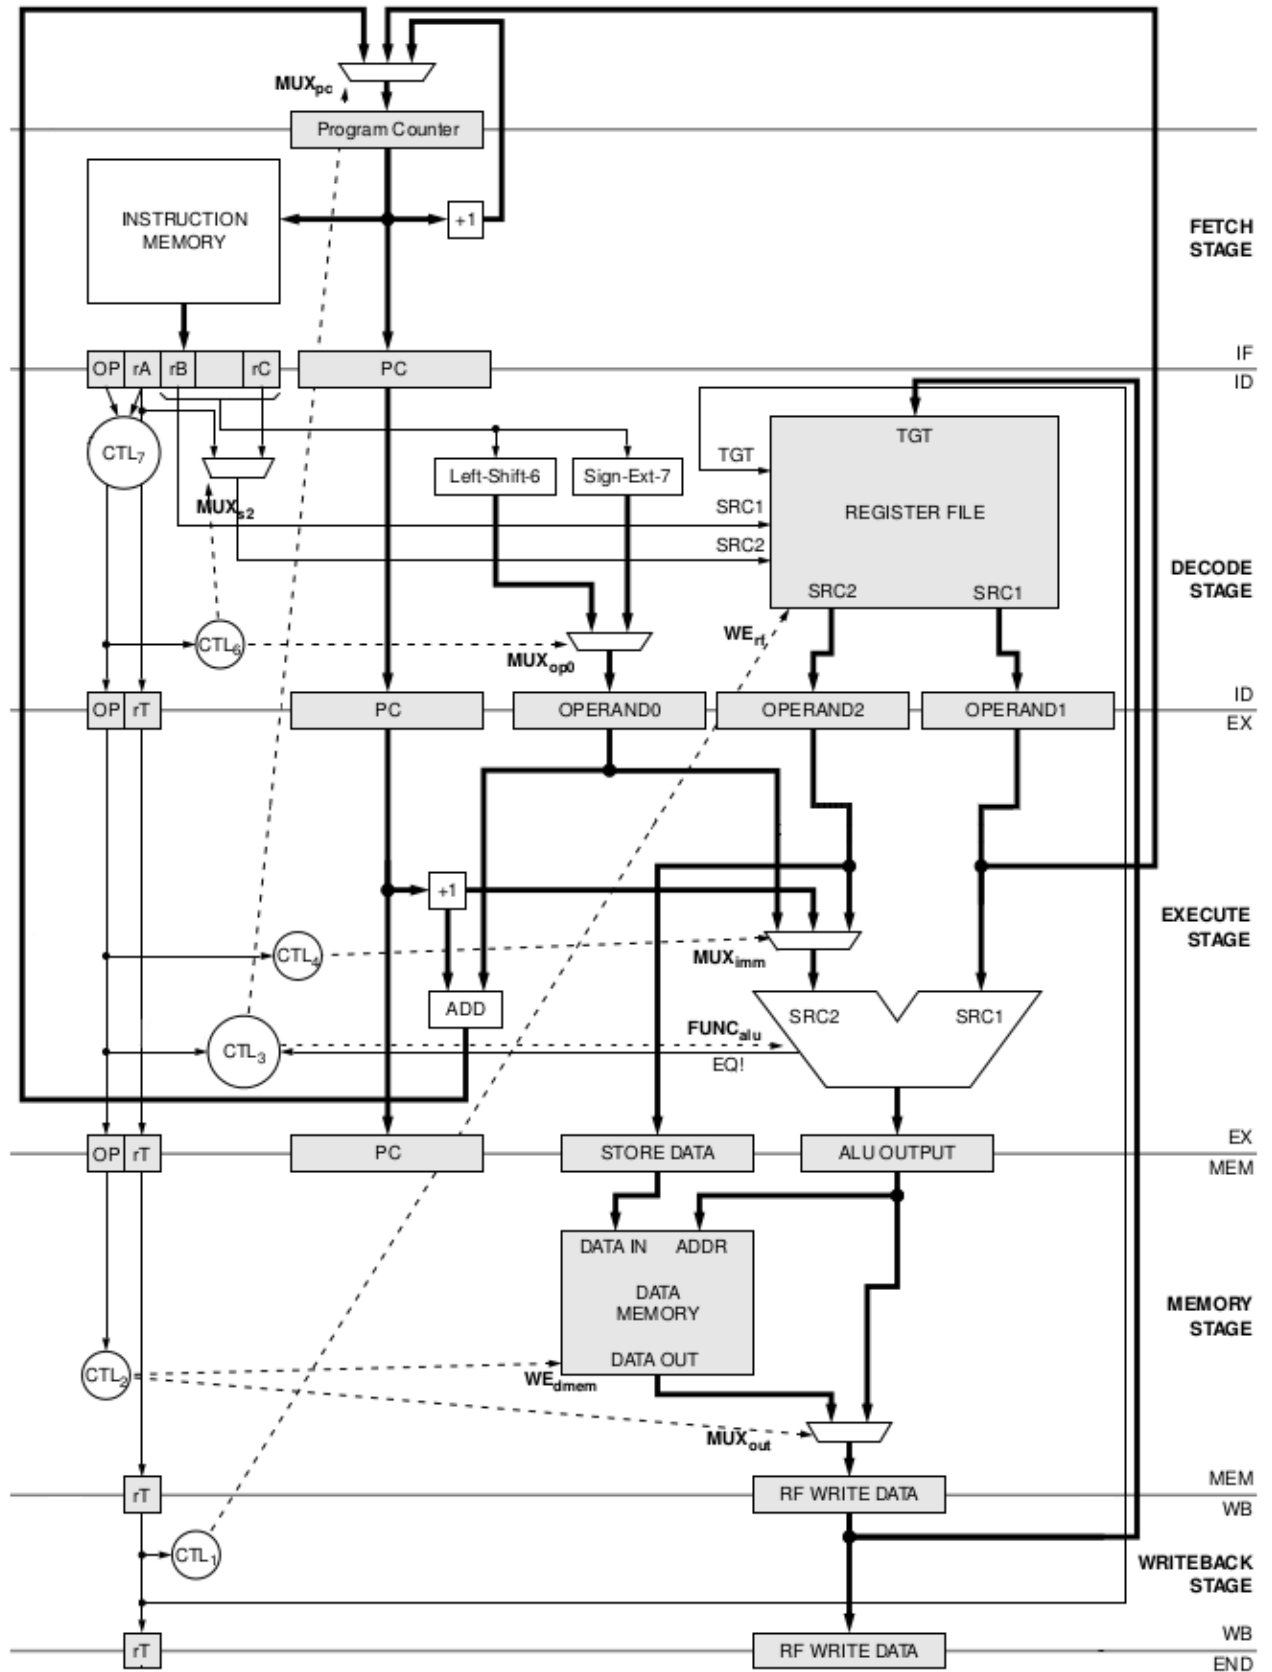 MUXpc
Program Counter
INSTRUCTION
MEMORY
+1
FETCH
STAGE
IF
OP rA rB rC PC
ID
CTL7
TGT
TGT
Left-Shift-6 Sign-Ext-7
MUXs2
SRC1
REGISTER FILE
SRC2
DECODE
STAGE
SRC2 SRC1
WErf
CTL6
MUXop0
ID
OP rT PC OPERAND0 OPERAND2 OPERAND1
EX
+1
EXECUTE
STAGE
CTL4
MUXimm
ADD
SRC2 SRC1
FUNCalu
CTL3
EQ!
EX
OP rT PC STORE DATA ALU OUTPUT
MEM
DATA IN ADDR
DATA
MEMORY
MEMORY
STAGE
DATA OUT
CTL2
WEdmem
MUXout
MEM
rT RF WRITE DATA
WB
CTL1
WRITEBACK
STAGE
WB
rT RF WRITE DATA
END